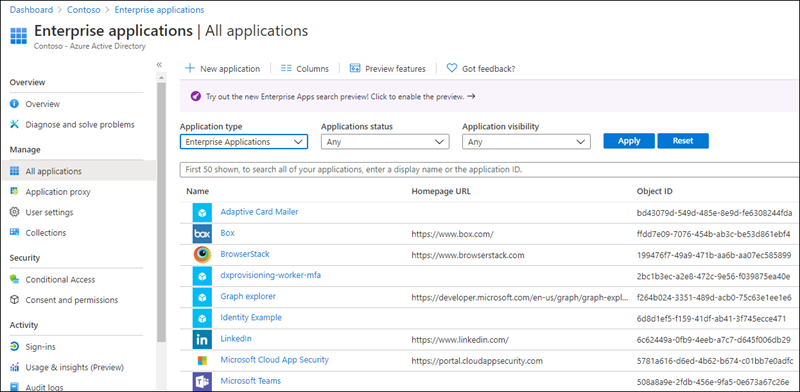 Dashboard > Contoso > Enterprise applications
Enterprise applications | All applications
Contoso - Azure Active Directory
«
+ New application
Columns
Preview features
Got feedback?
Overview
Overview
Diagnose and solve problems
Manage
All applications
Application proxy
User settings
Collections
Security
Conditional Access
Consent and permissions
Activity
Sign-ins
Usage & insights (Preview)
Audit logs
Try out the new Enterprise Apps search preview! Click to enable the preview. →
Application type
Applications status
Application visibility
Enterprise Applications
Any
Any
Apply
Reset
First 50 shown, to search all of your applications, enter a display name or the application ID.
Name Homepage URL Object ID
Adaptive Card Mailer bd43079d-549d-485e-8e9d-fe6308244fda
box Box https://www.box.com/ ffdd7e09-7076-454b-ab3c-be53d861ebf4
BrowserStack https://www.browserstack.com 199476f7-49a9-471b-aa6b-aa07ec585899
dxprovisioning-worker-mfa 2bc1b3ec-a2e8-472c-9e56-f039875ea40e
Graph explorer https://developer.microsoft.com/en-us/graph/graph-expl... f264b024-3351-489d-acb0-75c63e1ee1e6
Identity Example 6d8d1ef5-f159-41df-ab41-3f745ecce471
in LinkedIn https://www.linkedin.com/ 6c62449a-0fb9-4eeb-a7c7-d645f006db29
Microsoft Cloud App Security https://portal.cloudappsecurity.com 5781a616-d6ed-4b62-b674-c01bb7e0adfc
Microsoft Teams 508a8a9e-2fdb-456e-9fa5-0e673a67c26e